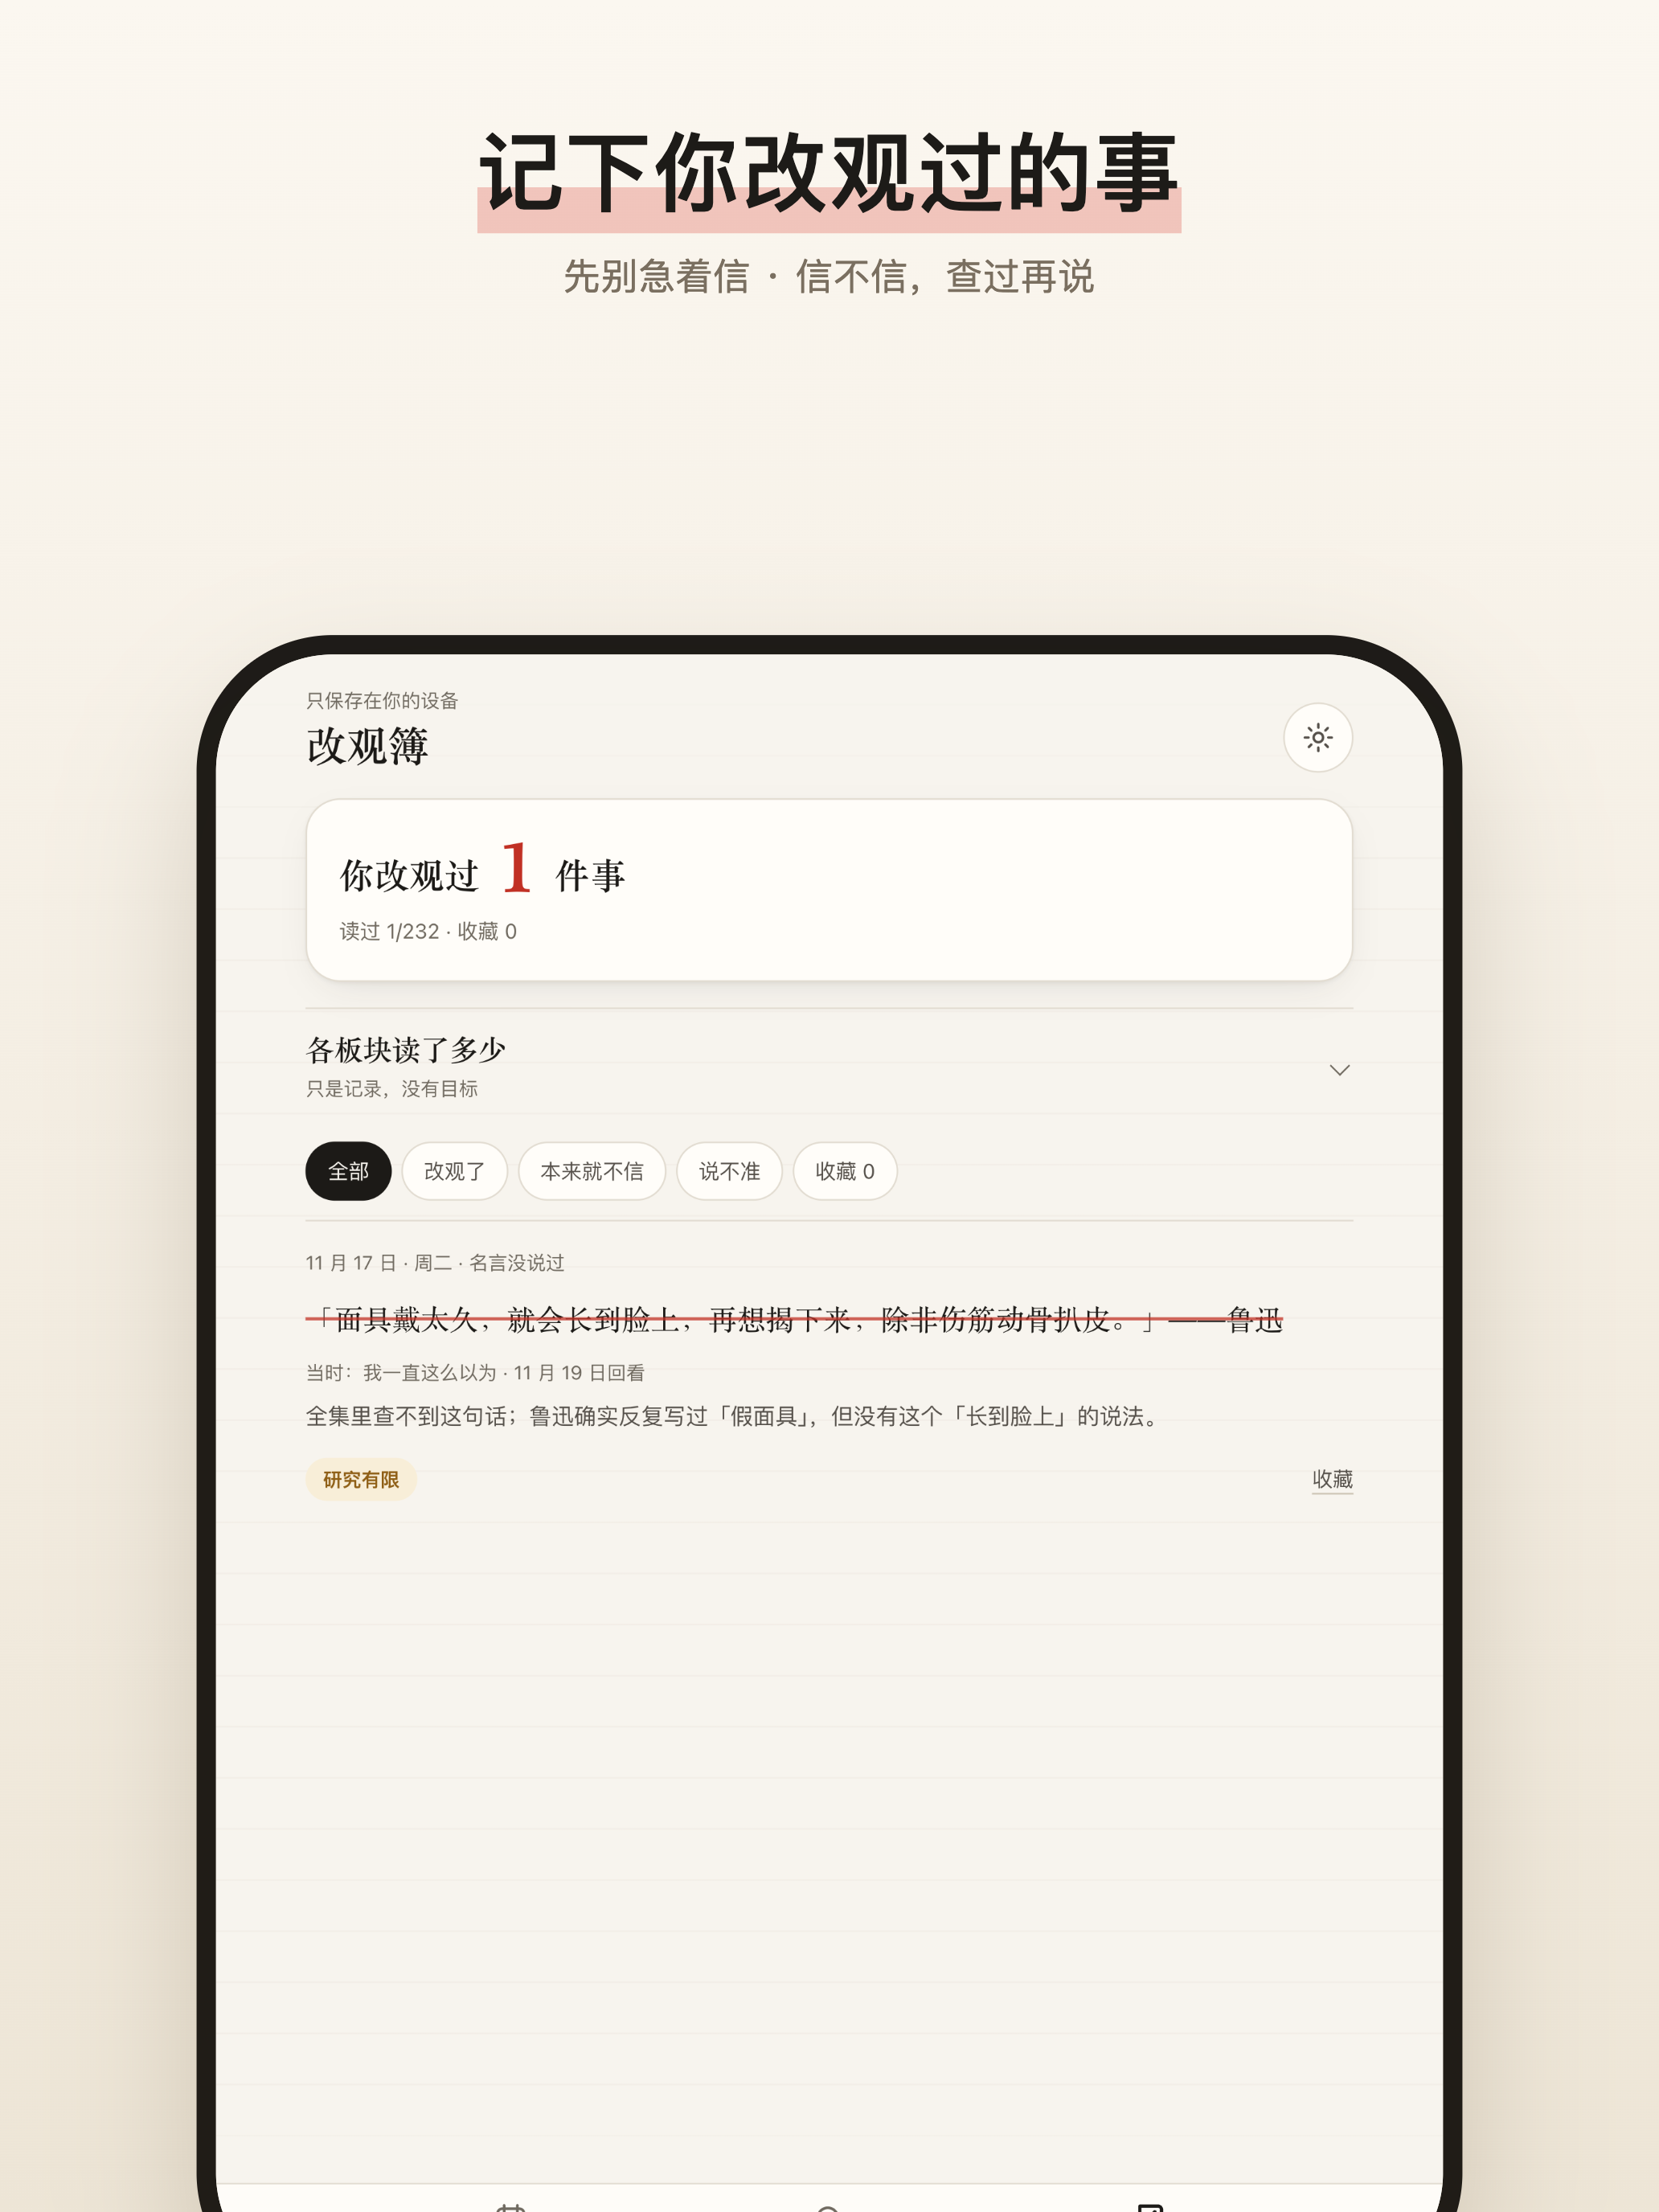 记下你改观过的事
先别急着信 · 信不信，查过再说
只保存在你的设备
改观簿
你改观过 1 件事
读过 1/232 · 收藏 0
各板块读了多少
只是记录，没有目标
全部 改观了 本来就不信 说不准 收藏 0
11 月 17 日 · 周二 · 名言没说过
「面具戴太久，就会长到脸上，再想揭下来，除非伤筋动骨扒皮。」——鲁迅
当时：我一直这么以为 · 11 月 19 日回看
全集里查不到这句话；鲁迅确实反复写过「假面具」，但没有这个「长到脸上」的说法。
研究有限 收藏